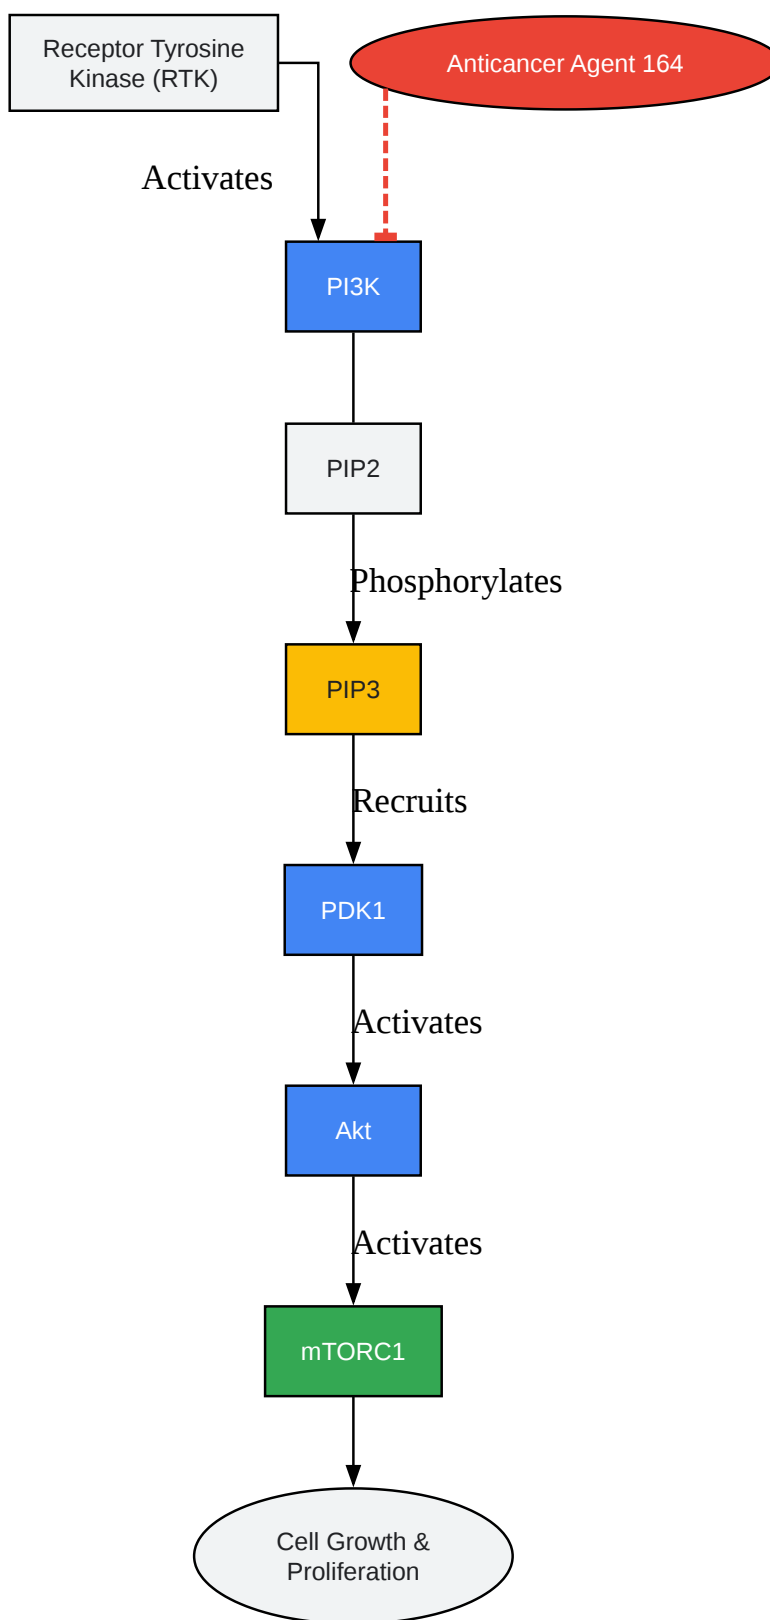 Receptor Tyrosine
Kinase (RTK)
Anticancer Agent 164
Activates
PI3K
PIP2
Phosphorylates
PIP3
Recruits
PDK1
Activates
Akt
Activates
mTORC1
Cell Growth &
Proliferation